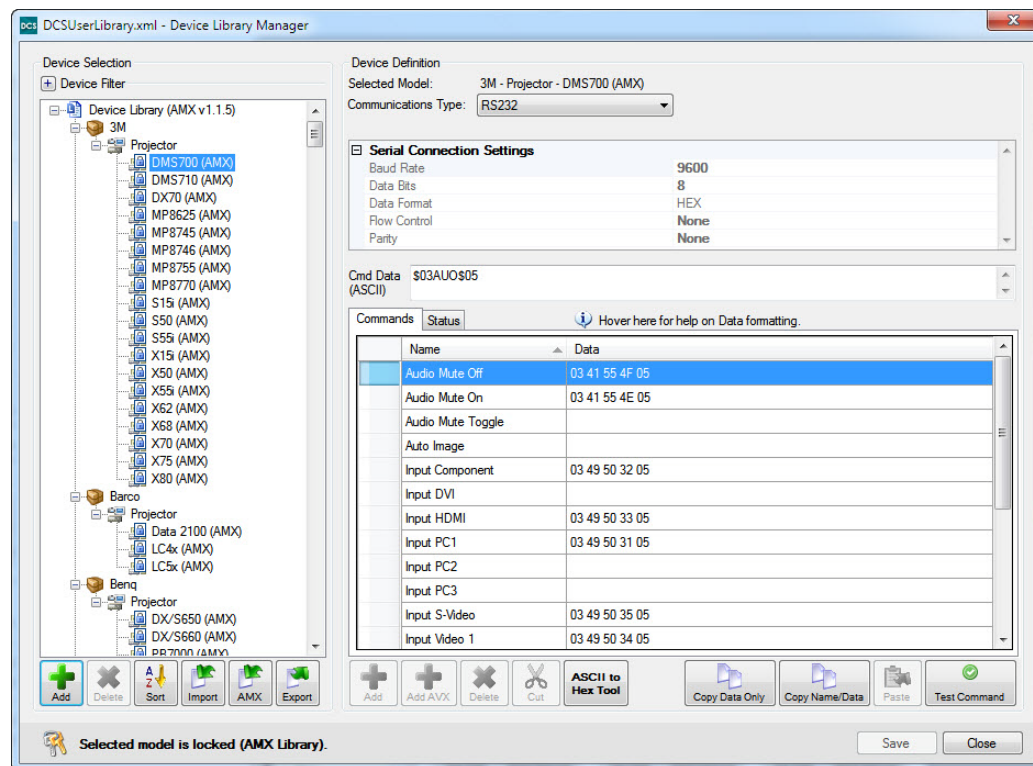 DCS DCSUserLibrary.xml - Device Library Manager
Device Selection
+ Device Filter
Device Library (AMX v1.1.5)
3M
Projector
DMS700 (AMX)
DMS710 (AMX)
DX70 (AMX)
MP8625 (AMX)
MP8745 (AMX)
MP8746 (AMX)
MP8755 (AMX)
MP8770 (AMX)
S15i (AMX)
S50 (AMX)
S55i (AMX)
X15i (AMX)
X50 (AMX)
X55i (AMX)
X62 (AMX)
X68 (AMX)
X70 (AMX)
X75 (AMX)
X80 (AMX)
Barco
Projector
Data 2100 (AMX)
LC4x (AMX)
LC5x (AMX)
Benq
Projector
DX/S650 (AMX)
DX/S660 (AMX)
PB7000 (AMX)
Add Delete Sort Import AMX Export
Device Definition
Selected Model: 3M - Projector - DMS700 (AMX)
Communications Type: RS232
Serial Connection Settings
Baud Rate 9600
Data Bits 8
Data Format HEX
Flow Control None
Parity None
Cmd Data $03AUO$05
(ASCII)
Commands Status Hover here for help on Data formatting.
Name Data
Audio Mute Off 03 41 55 4F 05
Audio Mute On 03 41 55 4E 05
Audio Mute Toggle
Auto Image
Input Component 03 49 50 32 05
Input DVI
Input HDMI 03 49 50 33 05
Input PC1 03 49 50 31 05
Input PC2
Input PC3
Input S-Video 03 49 50 35 05
Input Video 1 03 49 50 34 05
Add Add AVX Delete Cut ASCII to Hex Tool Copy Data Only Copy Name/Data Paste Test Command
Selected model is locked (AMX Library). Save Close